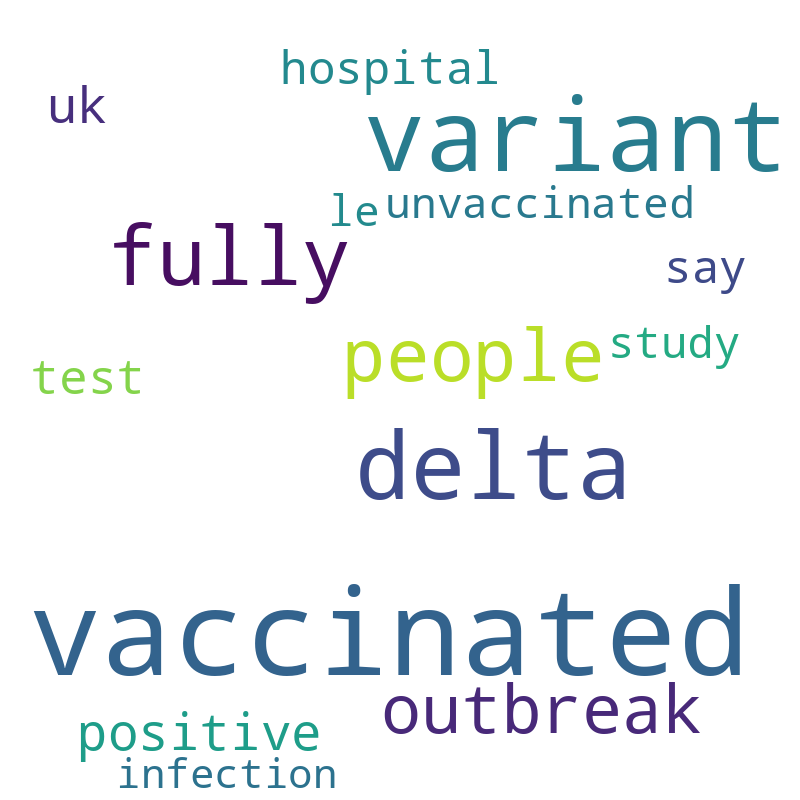 hospital
uk
variant
le unvaccinated
fully
say
people study
test
delta
vaccinated
outbreak
positive
infection